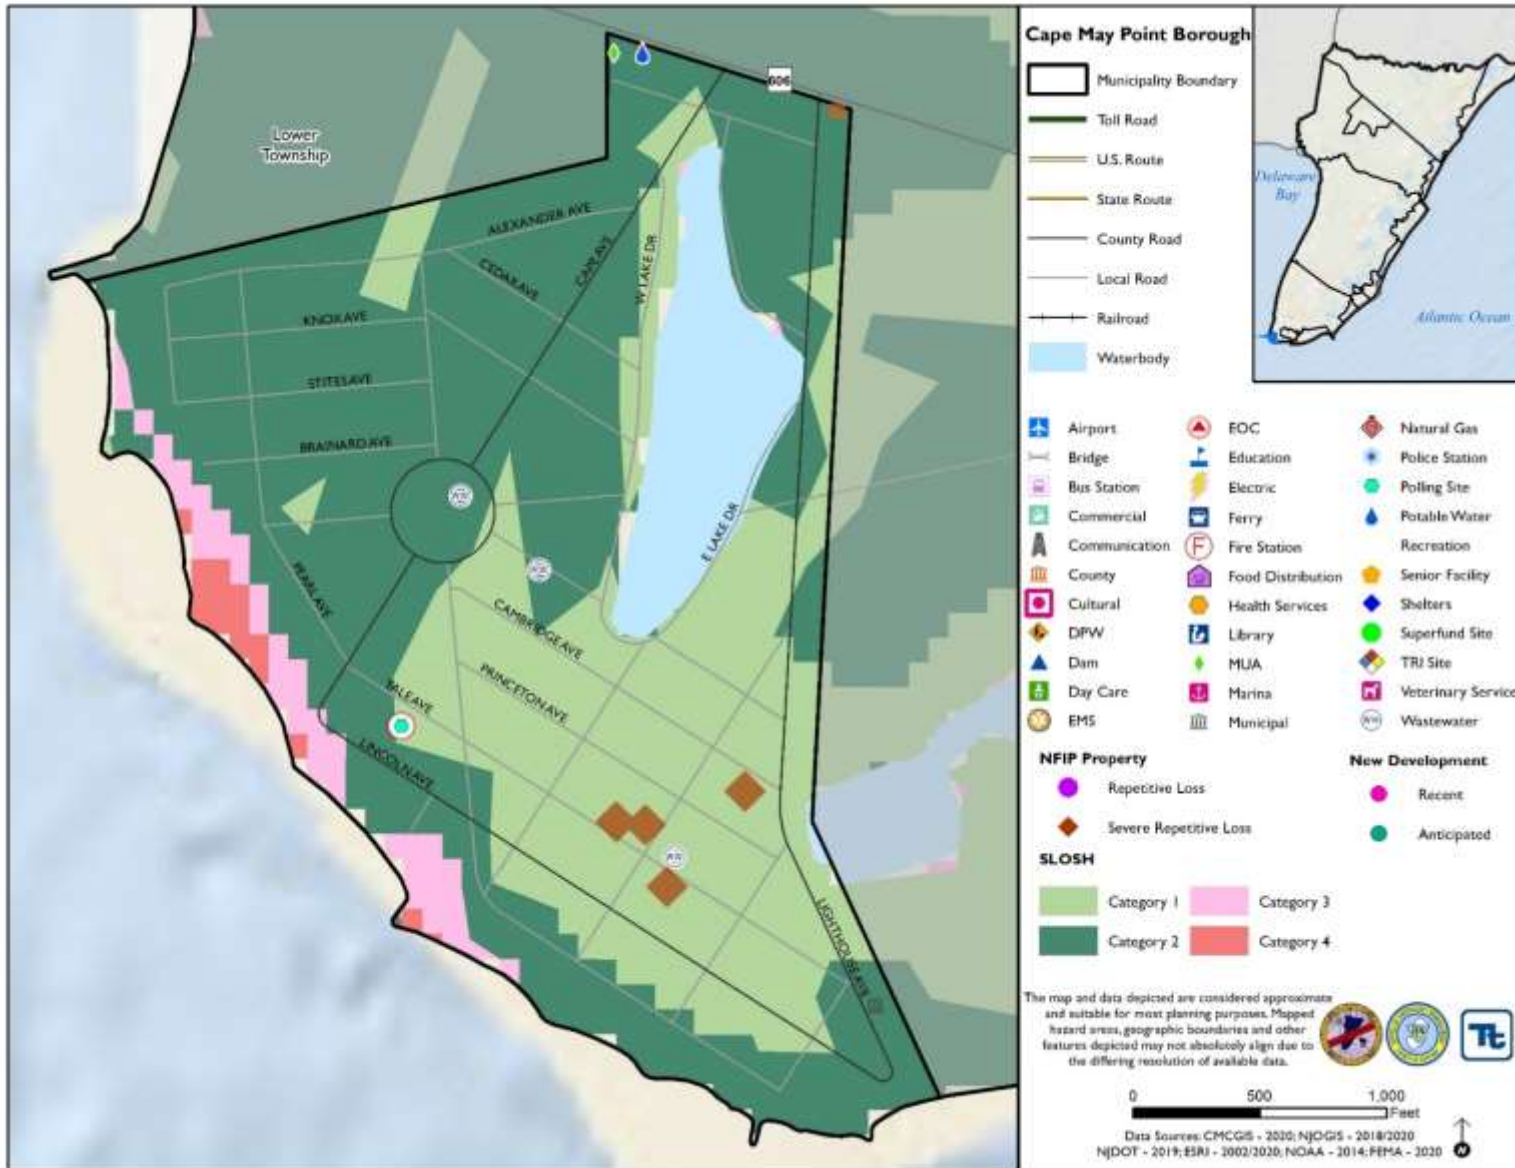 Lower
Township
606
ALEXANDER AVE
CEDAR AVE
CAPE AVE
W LAKE DR
KNOX AVE
STITES AVE
BRAINARD AVE
E LAKE DR
PEARL AVE
CAMBRIDGE AVE
PRINCETON AVE
YALE AVE
LINCOLN AVE
LIGHTHOUSE AVE
Cape May Point Borough
Municipality Boundary
Toll Road
U.S. Route
State Route
County Road
Local Road
Railroad
Waterbody
Delaware
Bay
Atlantic Ocean
Airport
EOC
Natural Gas
Bridge
Education
Police Station
Bus Station
Electric
Polling Site
Commercial
Ferry
Potable Water
Communication
Fire Station
Recreation
County
Food Distribution
Senior Facility
Cultural
Health Services
Shelters
DPW
Library
Superfund Site
Dam
MUA
TRI Site
Day Care
Marina
Veterinary Service
EMS
Municipal
Wastewater
NFIP Property
New Development
Repetitive Loss
Recent
Severe Repetitive Loss
Anticipated
SLOSH
Category 1
Category 3
Category 2
Category 4
The map and data depicted are considered approximate
and suitable for most planning purposes. Mapped
hazard areas, geographic boundaries and other
features depicted may not absolutely align due to
the differing resolution of available data.
0 500 1,000
Feet
Data Sources: CMCGIS - 2020; NJOGIS - 2018/2020
NJDOT - 2019; ESRI - 2002/2020; NOAA - 2014; FEMA - 2020
N